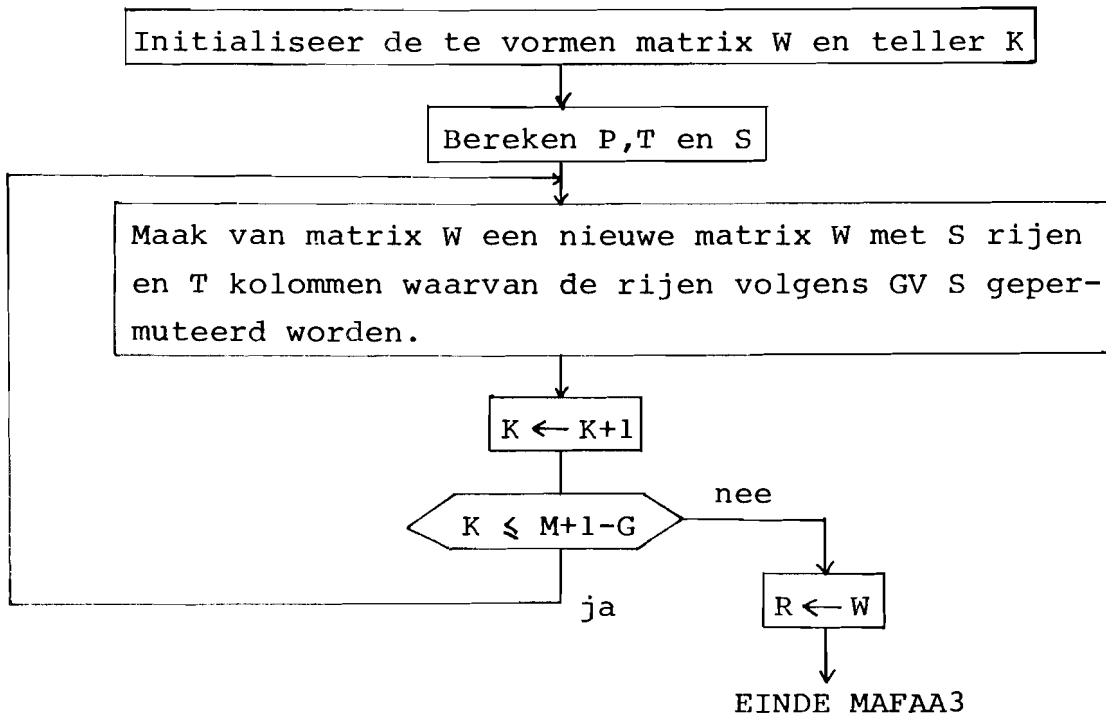 Initialiseer de te vormen matrix W en teller K
Bereken P,T en S
Maak van matrix W een nieuwe matrix W met S rijen
en T kolommen waarvan de rijen volgens GV S geper-
muteerd worden.
K ← K+1
K ⩽ M+1-G
nee
ja
R ← W
EINDE MAFAA3